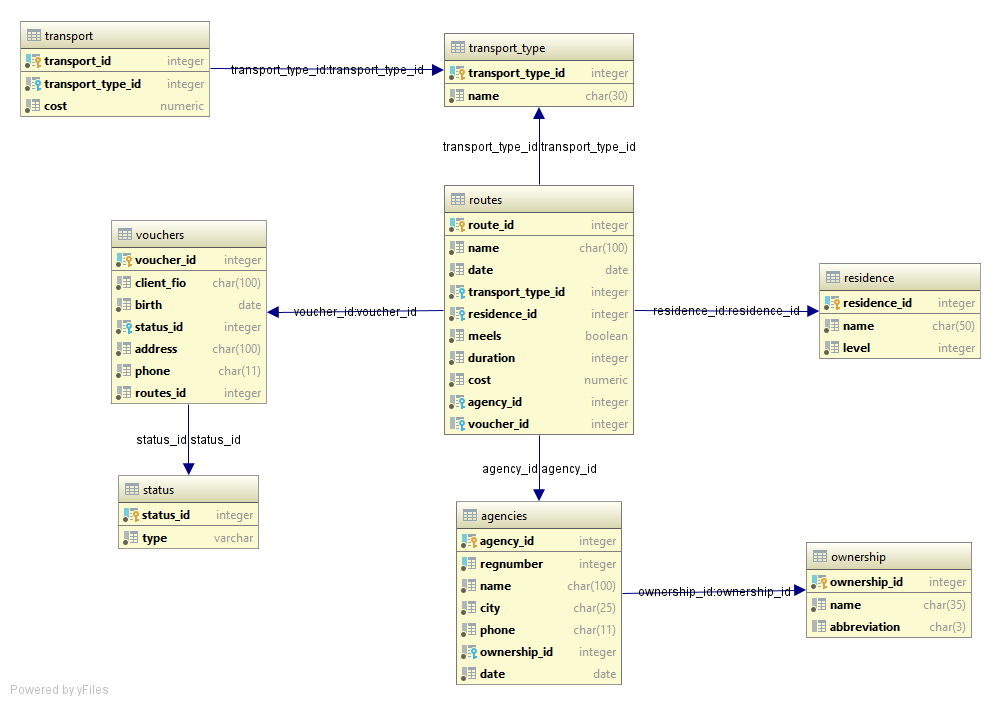 transport
transport_id integer
transport_type_id integer
cost numeric
transport_type_id:transport_type_id
transport_type
transport_type_id integer
name char(30)
transport_type_id:transport_type_id
routes
route_id integer
name char(100)
date date
transport_type_id integer
residence_id integer
meels boolean
duration integer
cost numeric
agency_id integer
voucher_id integer
vouchers
voucher_id integer
client_fio char(100)
birth date
status_id integer
address char(100)
phone char(11)
routes_id integer
voucher_id:voucher_id
residence_id:residence_id
residence
residence_id integer
name char(50)
level integer
status_id:status_id
status
status_id integer
type varchar
agency_id:agency_id
agencies
agency_id integer
regnumber integer
name char(100)
city char(25)
phone char(11)
ownership_id integer
date date
ownership_id:ownership_id
ownership
ownership_id integer
name char(35)
abbreviation char(3)
Powered by yFiles